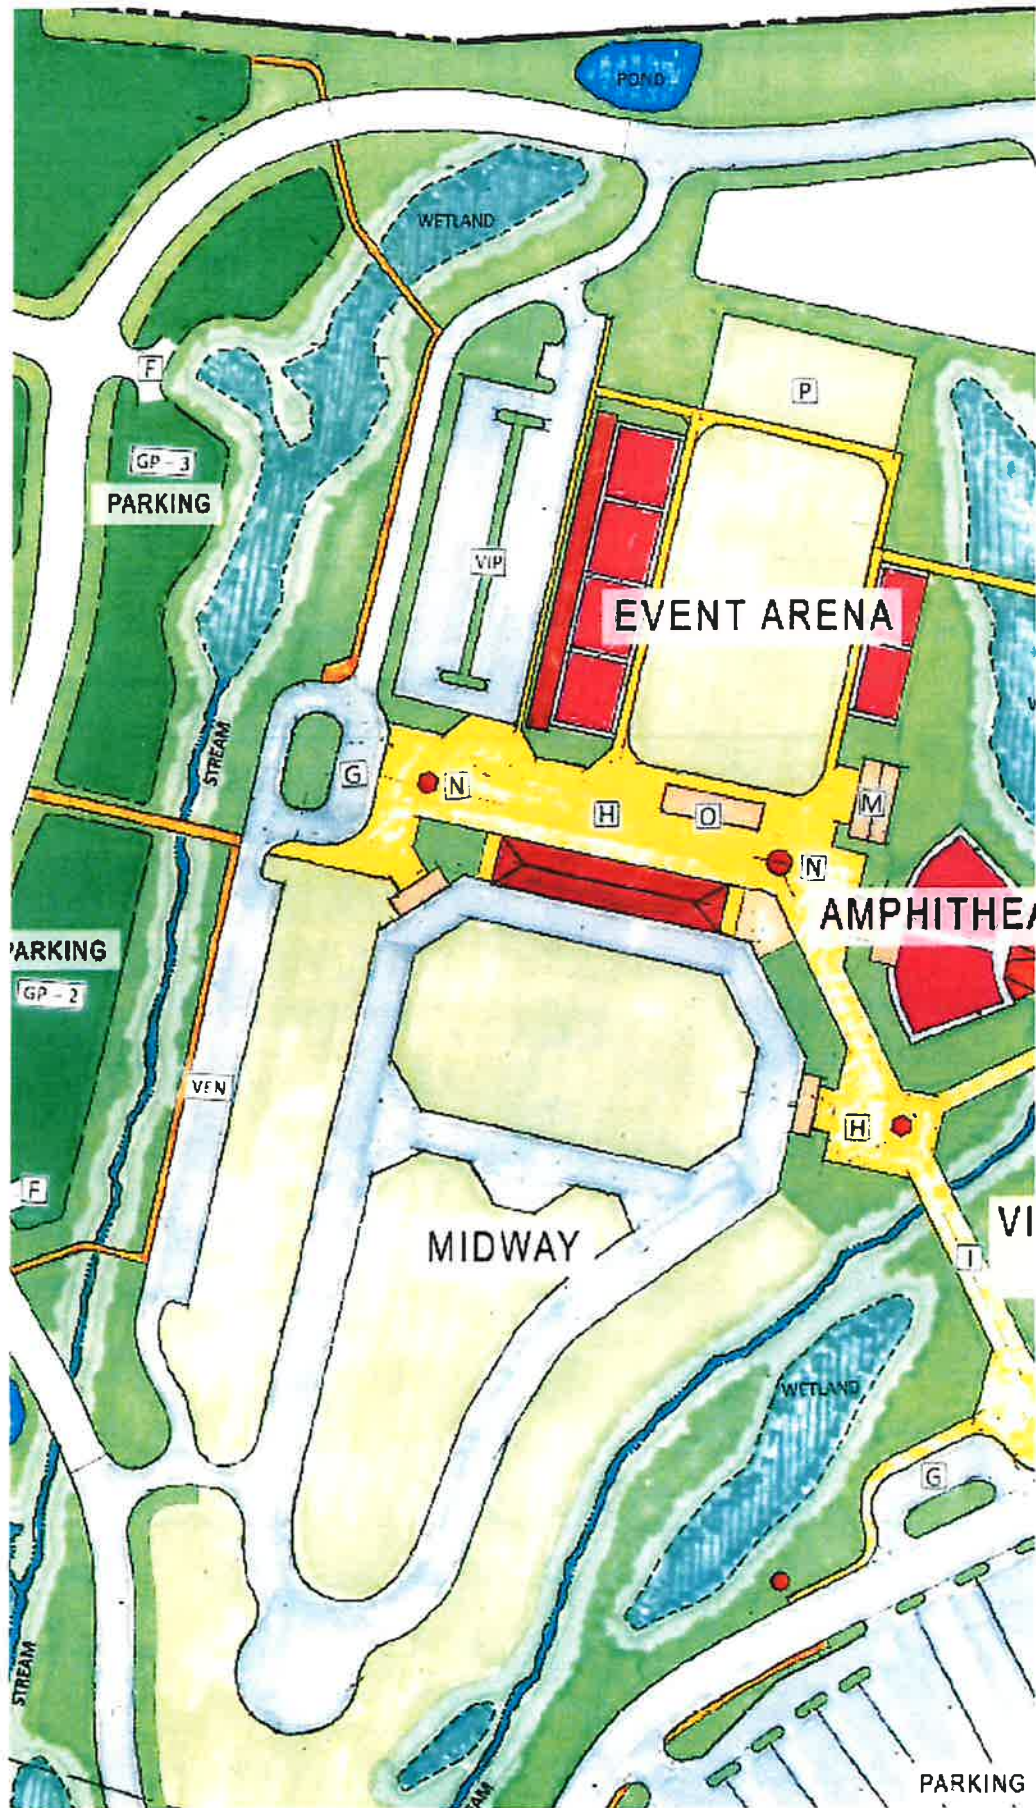 POND
WETLAND
F
P
GP - 3
PARKING
VIP
EVENT ARENA
STREAM
G
N
H
O
M
N
AMPHITHEA
PARKING
GP - 2
VEN
H
F
VI
MIDWAY
I
WETLAND
G
STREAM
PARKING